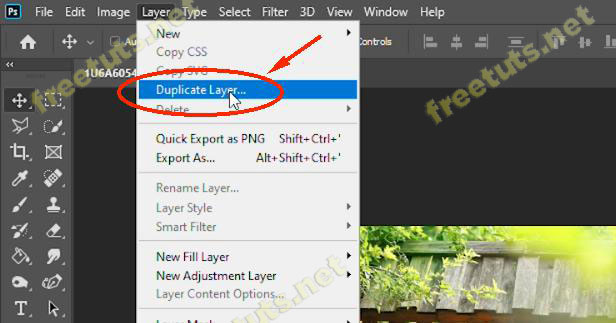 Ps File Edit Image Layer Type Select Filter 3D View Window Help
Controls
1U6A6054
New
Copy CSS
Copy SVG
Duplicate Layer...
Delete
Quick Export as PNG Shift+Ctrl+'
Export As... Alt+Shift+Ctrl+'
Rename Layer...
Layer Style
Smart Filter
New Fill Layer
New Adjustment Layer
Layer Content Options...
T
freetuts.net
freetuts.net
freetuts.net